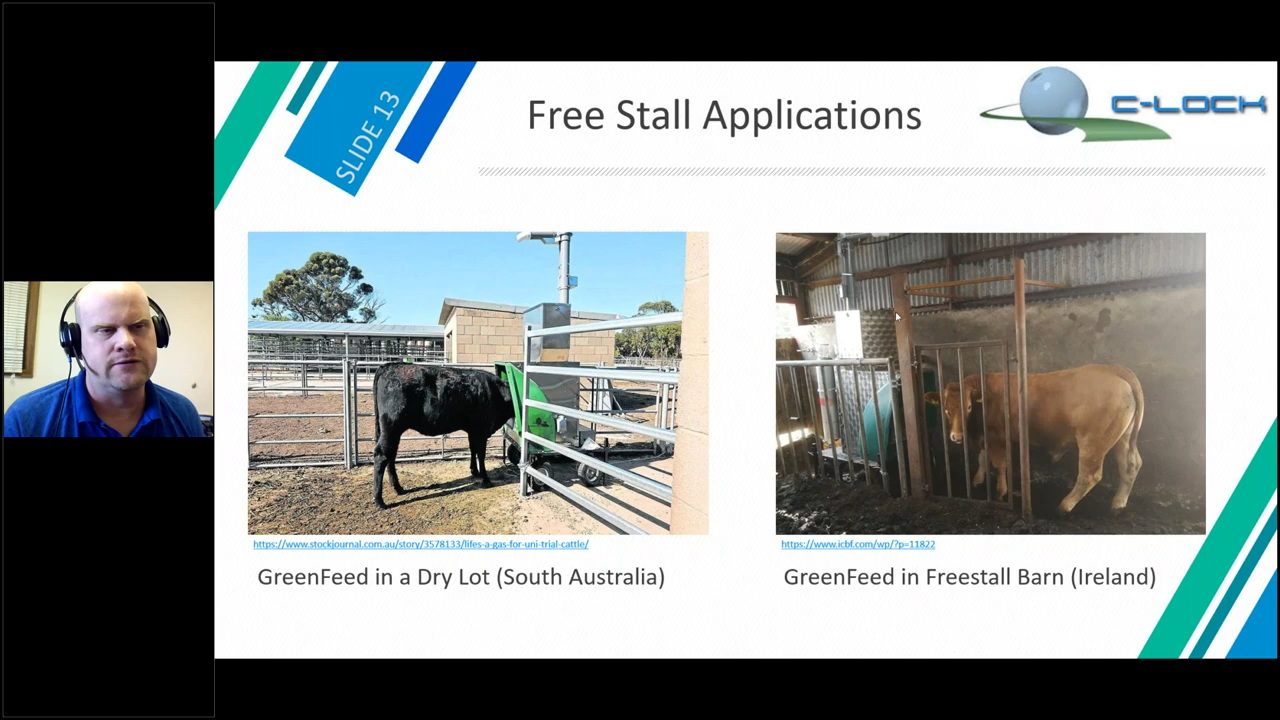 SLIDE 13
Free Stall Applications
C-LOCK
https://www.stockjournal.com.au/story/3578133/lifes-a-gas-for-uni-trial-cattle/
https://www.icbf.com/wp/?p=11822
GreenFeed in a Dry Lot (South Australia)
GreenFeed in Freestall Barn (Ireland)